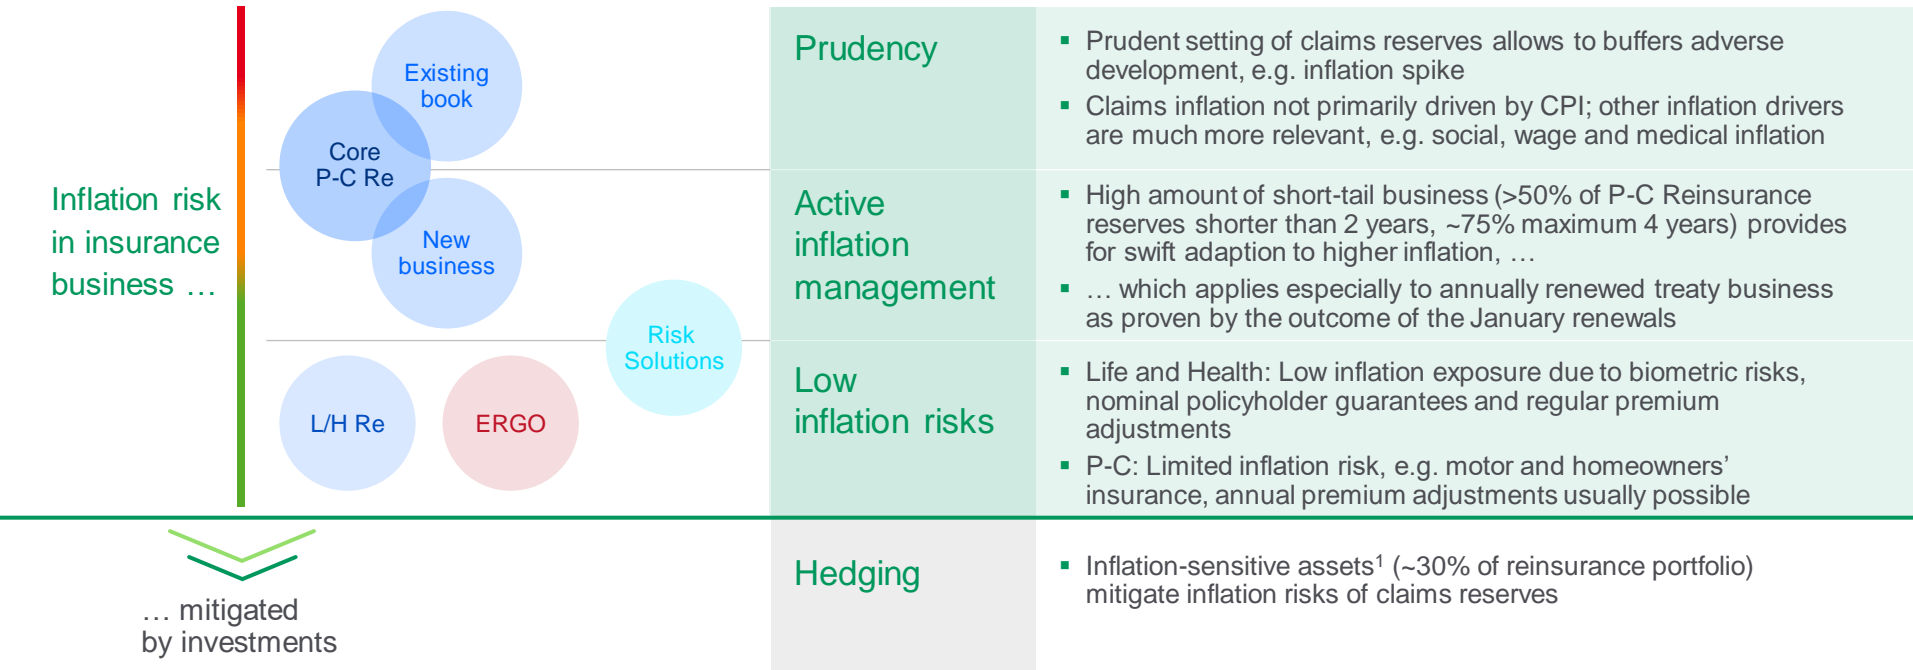 Inflation risk
in insurance
business …
Existing
book
Core
P-C Re
New
business
Risk
Solutions
L/H Re
ERGO
… mitigated
by investments
Prudency
▪ Prudent setting of claims reserves allows to buffers adverse
development, e.g. inflation spike
▪ Claims inflation not primarily driven by CPI; other inflation drivers
are much more relevant, e.g. social, wage and medical inflation
Active
inflation
management
▪ High amount of short-tail business (>50% of P-C Reinsurance
reserves shorter than 2 years, ~75% maximum 4 years) provides
for swift adaption to higher inflation, …
▪ … which applies especially to annually renewed treaty business
as proven by the outcome of the January renewals
Low
inflation risks
▪ Life and Health: Low inflation exposure due to biometric risks,
nominal policyholder guarantees and regular premium
adjustments
▪ P-C: Limited inflation risk, e.g. motor and homeowners’
insurance, annual premium adjustments usually possible
Hedging
▪ Inflation-sensitive assets¹ (~30% of reinsurance portfolio)
mitigate inflation risks of claims reserves